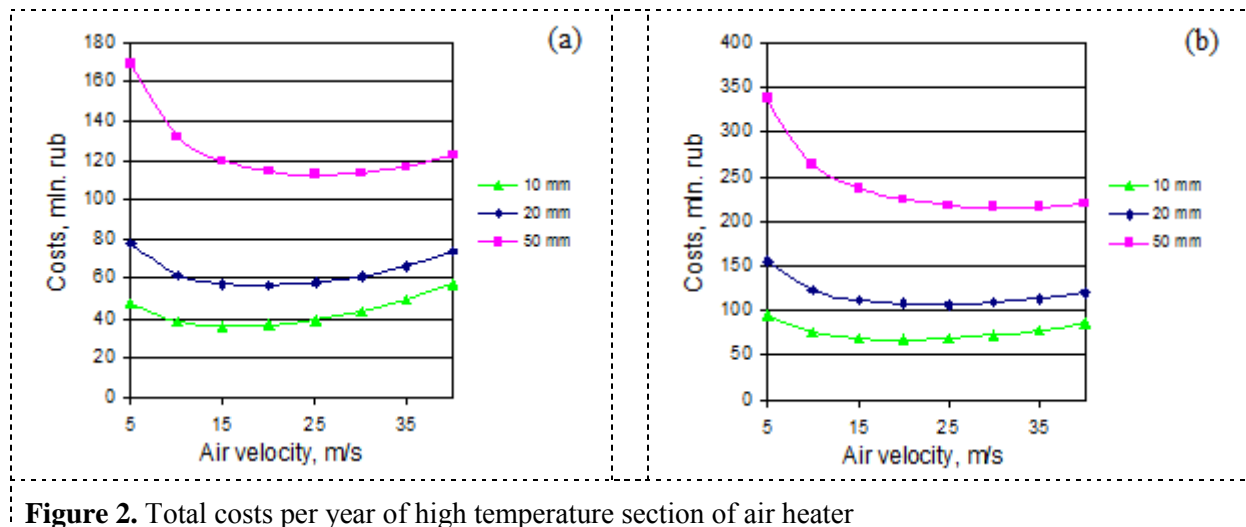 (a)
180
160
140
120
100
80
60
40
20
0
Costs, mln. rub
5 15 25 35
Air velocity, m/s
10 mm
20 mm
50 mm
(b)
400
350
300
250
200
150
100
50
0
Costs, mln. rub
5 15 25 35
Air velocity, m/s
10 mm
20 mm
50 mm
Figure 2. Total costs per year of high temperature section of air heater